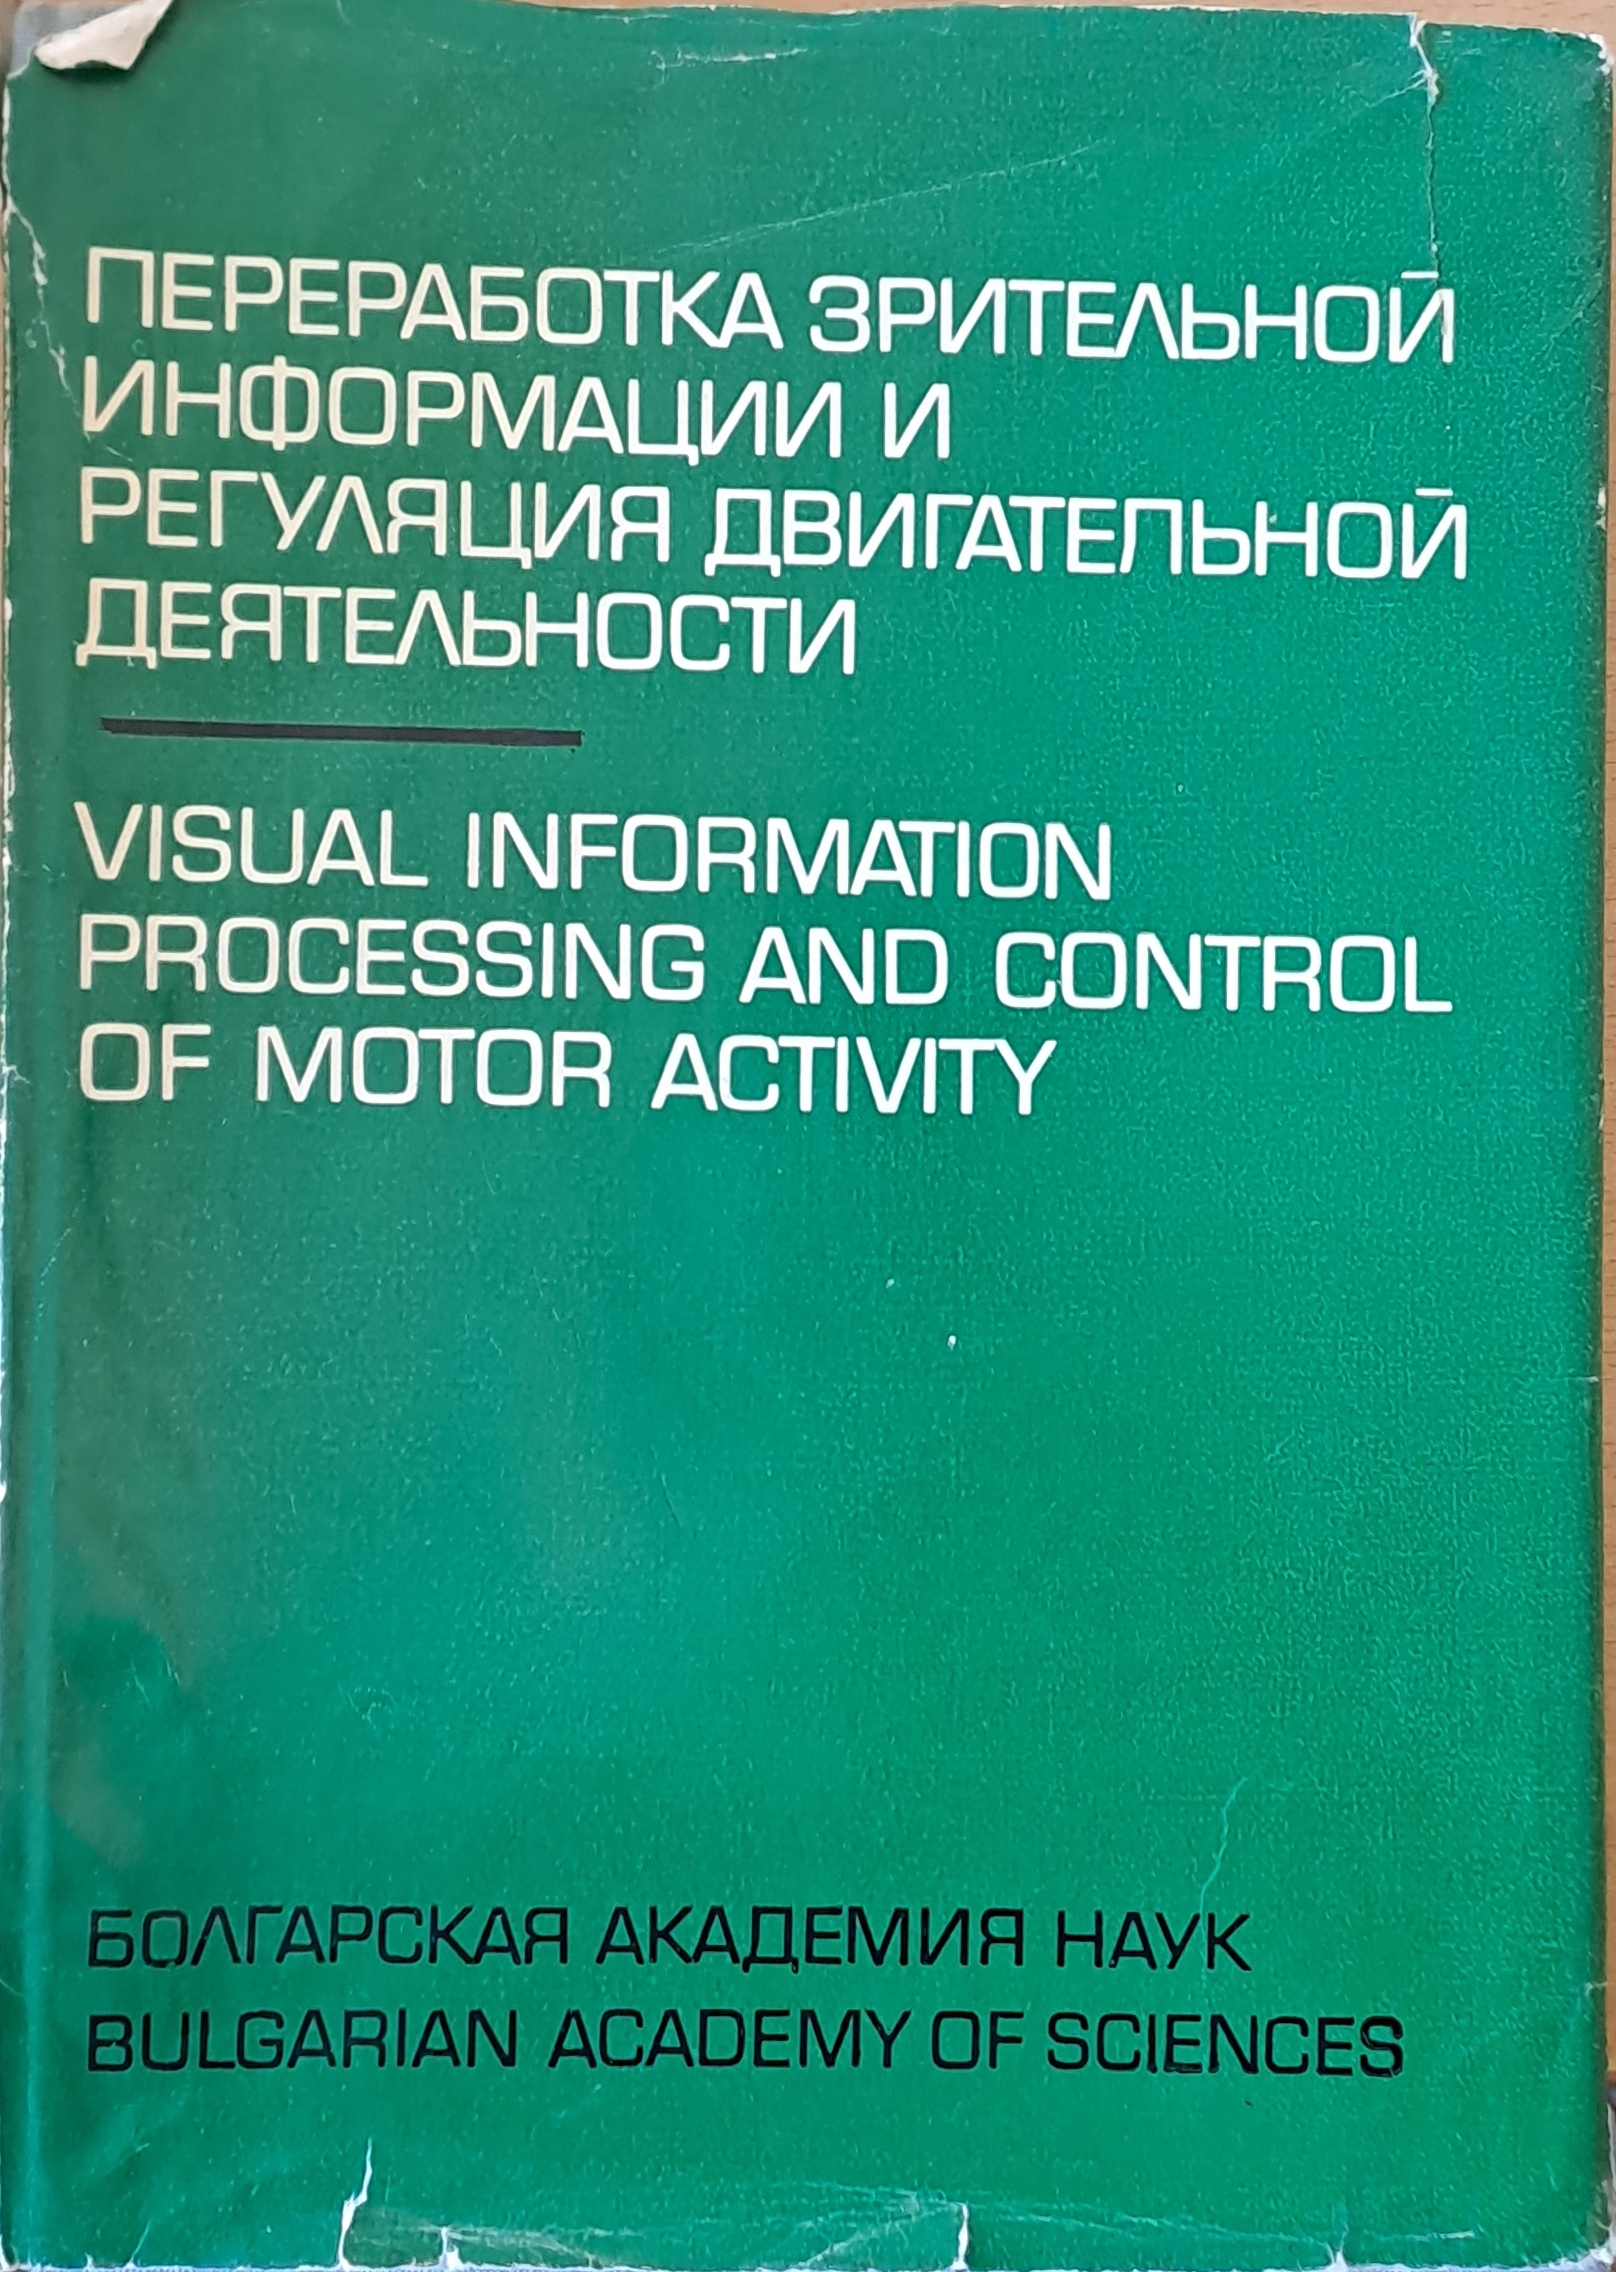 ПЕРЕРАБОТКА ЗРИТЕЛЬНОЙ
ИНФОРМАЦИИ И
РЕГУЛЯЦИЯ ДВИГАТЕЛЬНОЙ
ДЕЯТЕЛЬНОСТИ
VISUAL INFORMATION
PROCESSING AND CONTROL
OF MOTOR ACTIVITY
БОЛГАРСКАЯ АКАДЕМИЯ НАУК
BULGARIAN ACADEMY OF SCIENCES